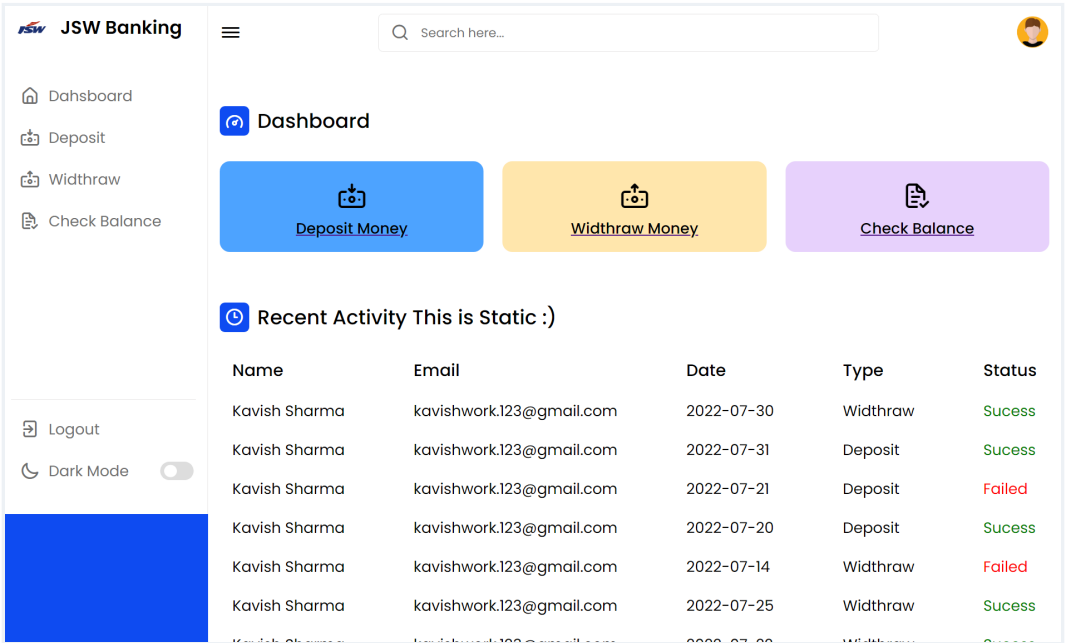 JSW JSW Banking
Search here...
Dahsboard
Deposit
Widthraw
Check Balance
Logout
Dark Mode
Dashboard
Deposit Money
Widthraw Money
Check Balance
Recent Activity This is Static :)
Name Email Date Type Status
Kavish Sharma kavishwork.123@gmail.com 2022-07-30 Widthraw Sucess
Kavish Sharma kavishwork.123@gmail.com 2022-07-31 Deposit Sucess
Kavish Sharma kavishwork.123@gmail.com 2022-07-21 Deposit Failed
Kavish Sharma kavishwork.123@gmail.com 2022-07-20 Deposit Sucess
Kavish Sharma kavishwork.123@gmail.com 2022-07-14 Widthraw Failed
Kavish Sharma kavishwork.123@gmail.com 2022-07-25 Widthraw Sucess